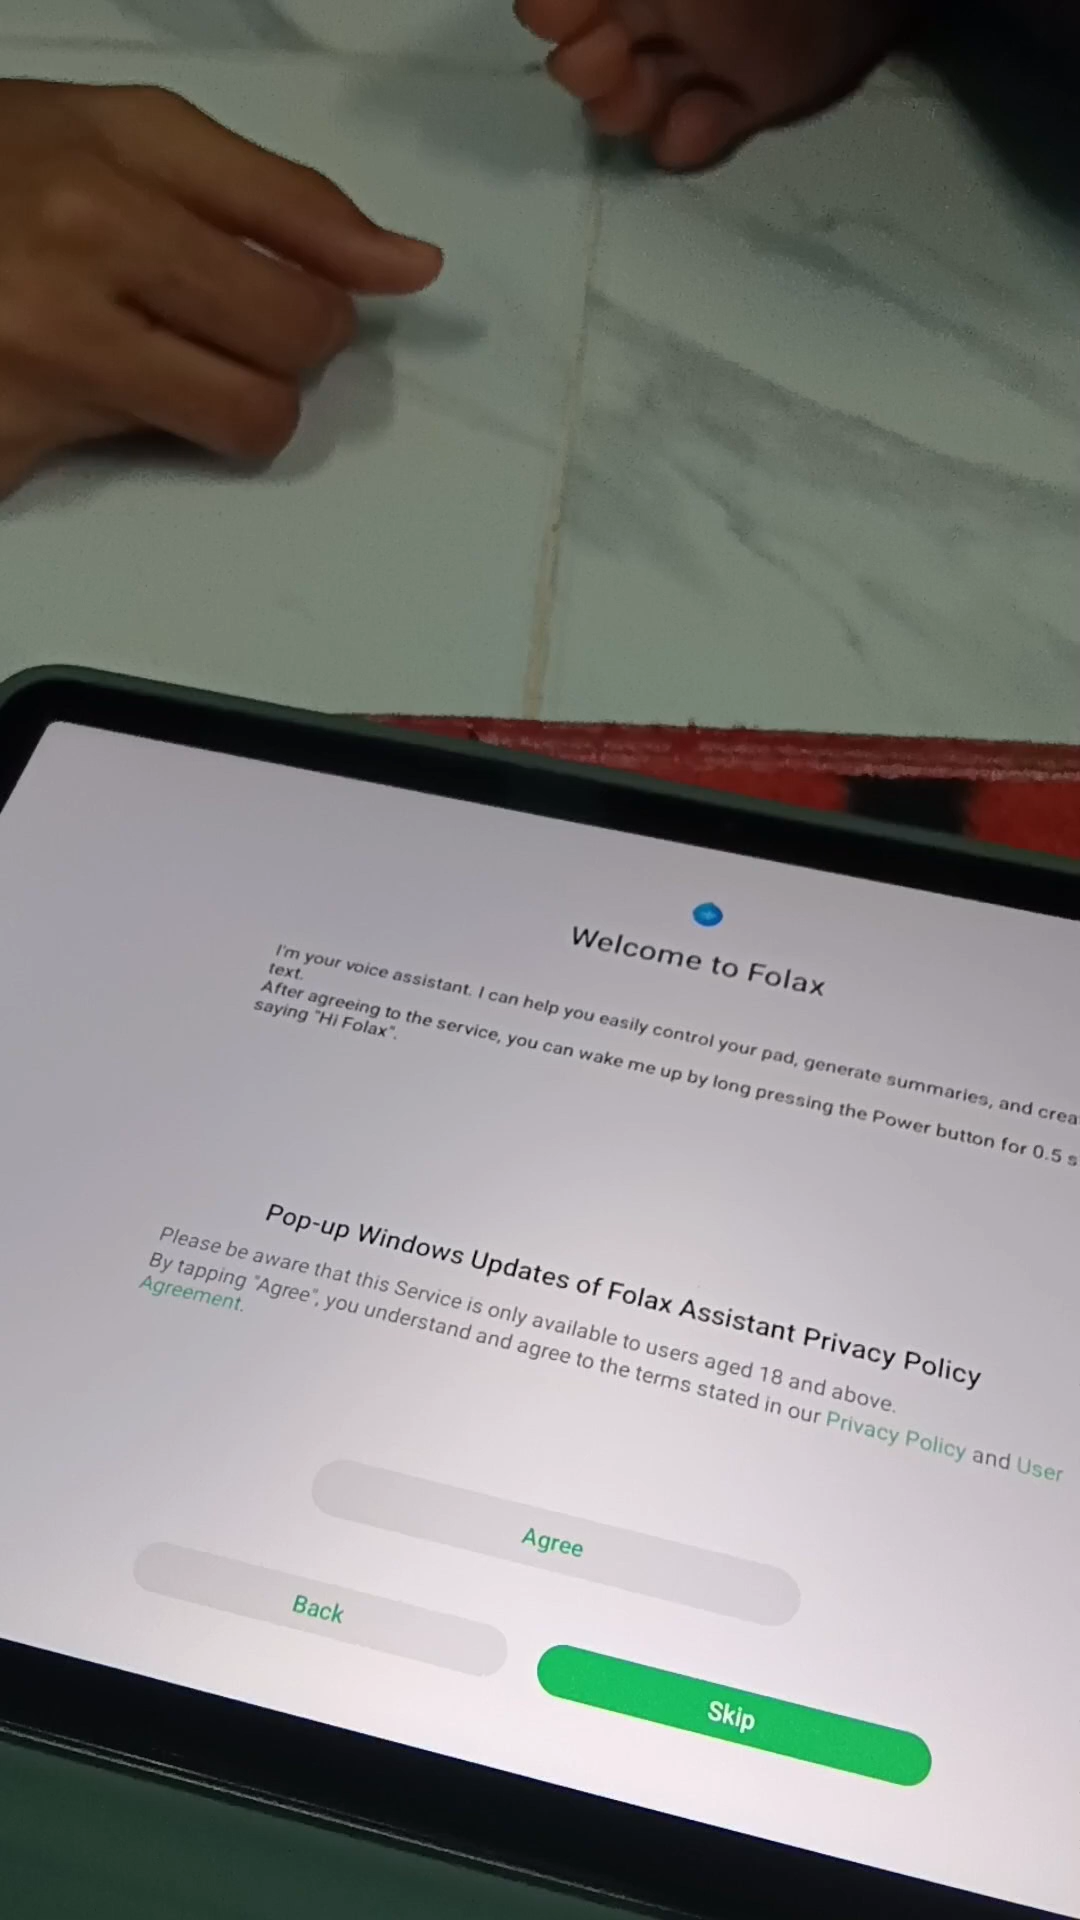 Welcome to Folax
I'm your voice assistant. I can help you easily control your pad, generate summaries, and
text.
After agreeing to the service, you can wake me up by long pressing the Power button for 0.5
saying "Hi Folax".
Pop-up Windows Updates of Folax Assistant Privacy Policy
Please be aware that this Service is only available to users aged 18 and above.
By tapping "Agree", you understand and agree to the terms stated in our Privacy Policy and User
Agreement.
Agree
Back
Skip